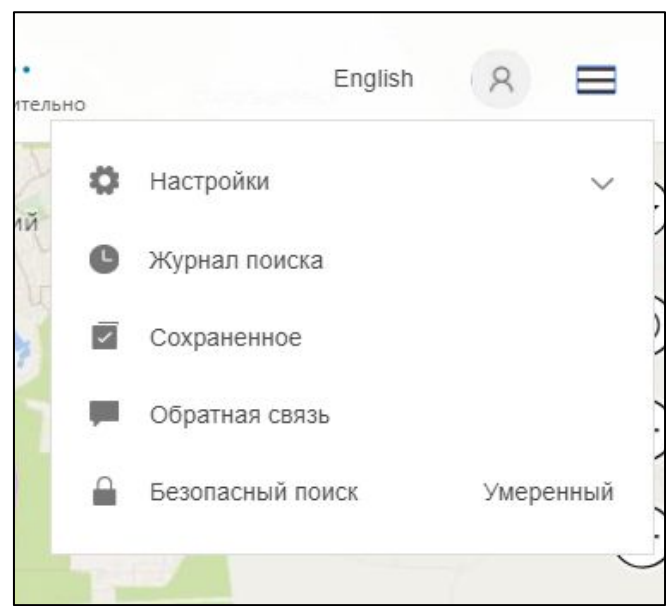 English
Настройки
Журнал поиска
Сохраненное
Обратная связь
Безопасный поиск Умеренный